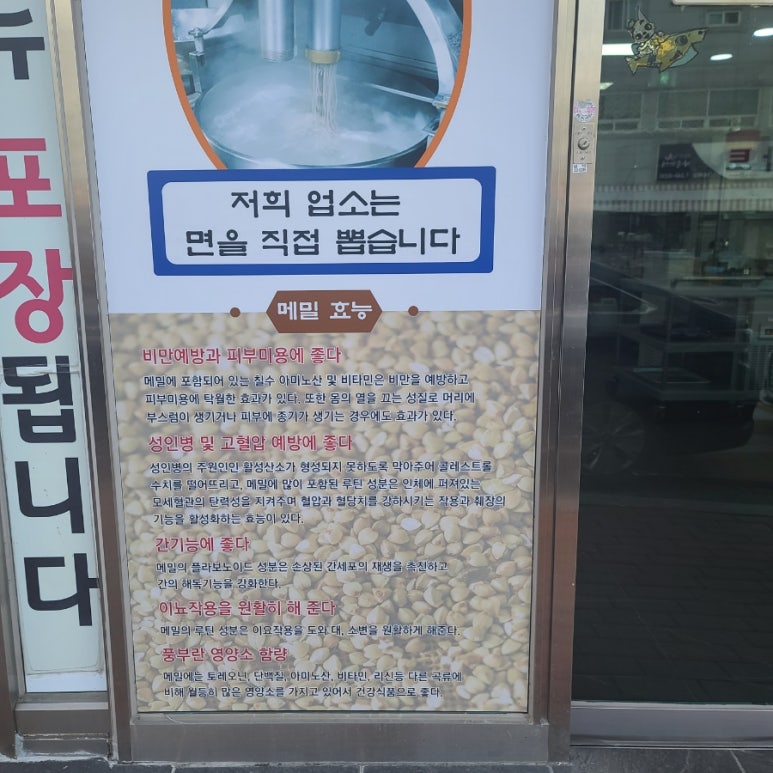 수 포장됩니다
저희 업소는
면을 직접 뽑습니다
메밀 효능
비만예방과 피부미용에 좋다
메밀에 포함되어 있는 칠수 아미노산 및 비타민은 비만을 예방하고
피부미용에 탁월한 효과가 있다. 또한 몸의 열을 끄는 성질로 머리에
부스럼이 생기거나 피부에 종기가 생기는 경우에도 효과가 있다.
성인병 및 고혈압 예방에 좋다
성인병의 주원인인 활성산소가 형성되지 못하도록 막아주어 콜레스트롤
수치를 떨어뜨리고, 메밀에 많이 포함된 루틴 성분은 인체에 퍼져있는
모세혈관의 탄력성을 지켜주며 혈압과 혈당치를 강하시키는 작용과 췌장의
기능을 활성화하는 효능이 있다.
간기능에 좋다
메밀의 플라보노이드 성분은 손상된 간세포의 재생을 촉진하고
간의 해독기능을 강화한다.
이뇨작용을 원활히 해 준다
메밀의 루틴 성분은 이요작용을 도와 대, 소변을 원활하게 해준다.
풍부란 영양소 함량
메밀에는 토레오닌, 단백질, 아미노산, 비타민, 리신등 다른 곡류에
비해 월등히 많은 영양소를 가지고 있어서 건강식품으로 좋다.